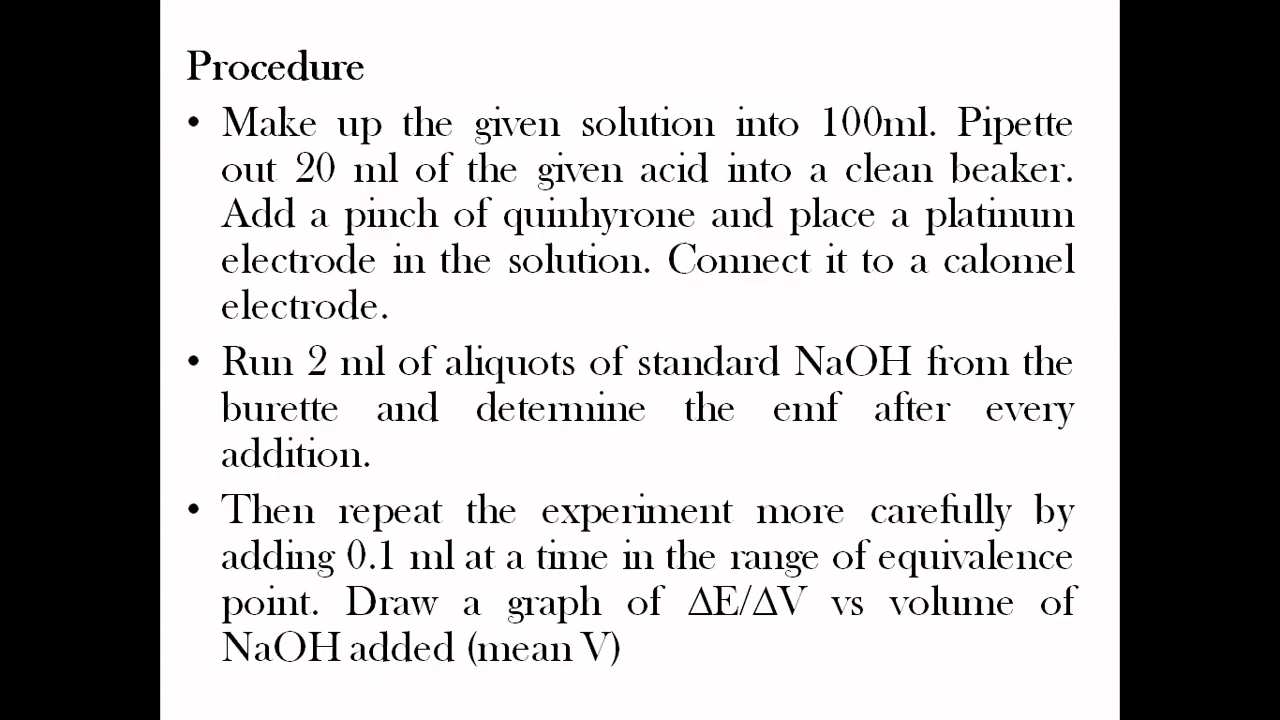 Procedure
• Make up the given solution into 100ml. Pipette
out 20 ml of the given acid into a clean beaker.
Add a pinch of quinhyrone and place a platinum
electrode in the solution. Connect it to a calomel
electrode.
• Run 2 ml of aliquots of standard NaOH from the
burette and determine the emf after every
addition.
• Then repeat the experiment more carefully by
adding 0.1 ml at a time in the range of equivalence
point. Draw a graph of ΔE/ΔV vs volume of
NaOH added (mean V)